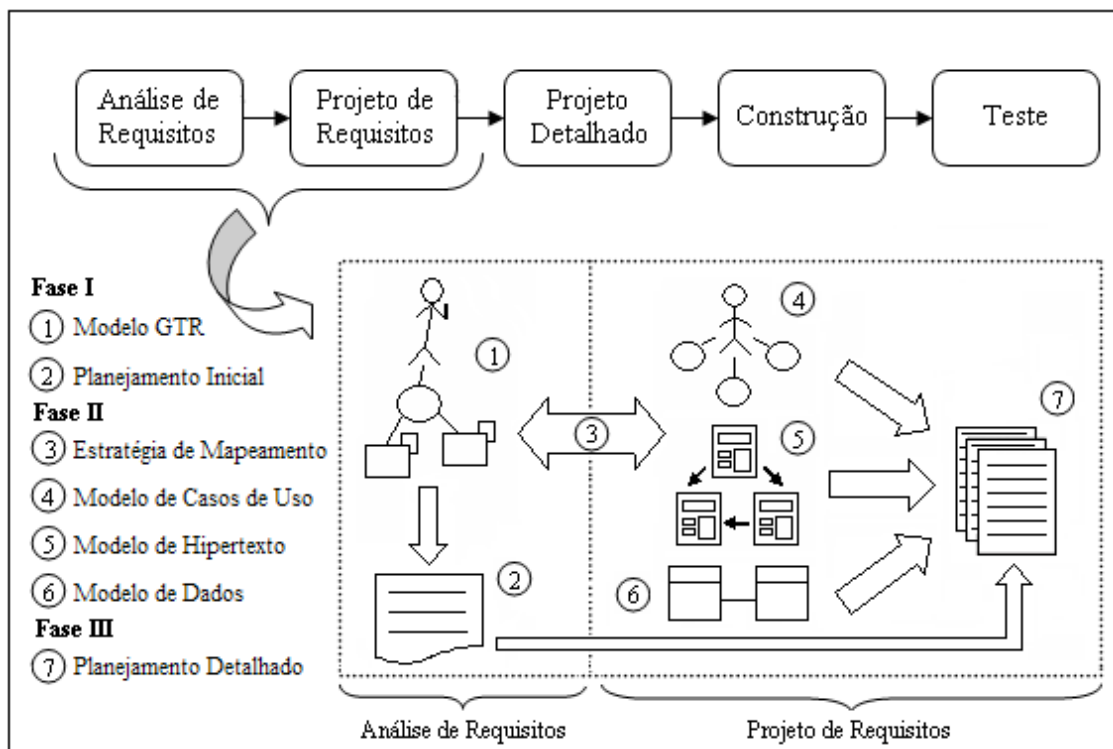 Análise de
Requisitos
Projeto de
Requisitos
Projeto
Detalhado
Construção
Teste
Fase I
1 Modelo GTR
2 Planejamento Inicial
Fase II
3 Estratégia de Mapeamento
4 Modelo de Casos de Uso
5 Modelo de Hipertexto
6 Modelo de Dados
Fase III
7 Planejamento Detalhado
1
2
3
4
5
6
7
Análise de Requisitos
Projeto de Requisitos